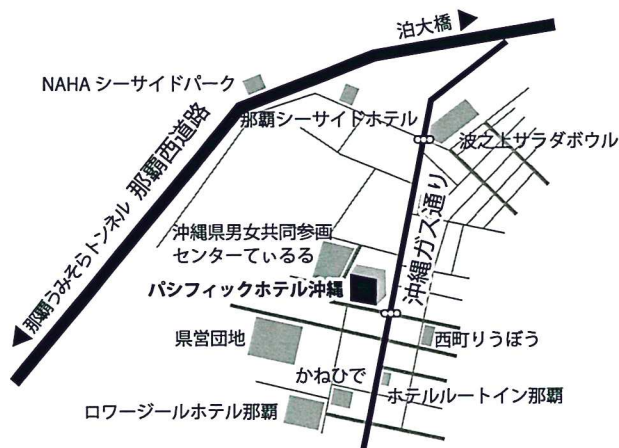 泊大橋
NAHA シーサイドパーク
那覇シーサイドホテル
波之上サラダボウル
那覇西道路
那覇うみそらトンネル
沖縄ガス通り
沖縄県男女共同参画
センターてぃるる
パシフィックホテル沖縄
県営団地
西町りうぼう
かねひで
ホテルルートイン那覇
ロワージールホテル那覇